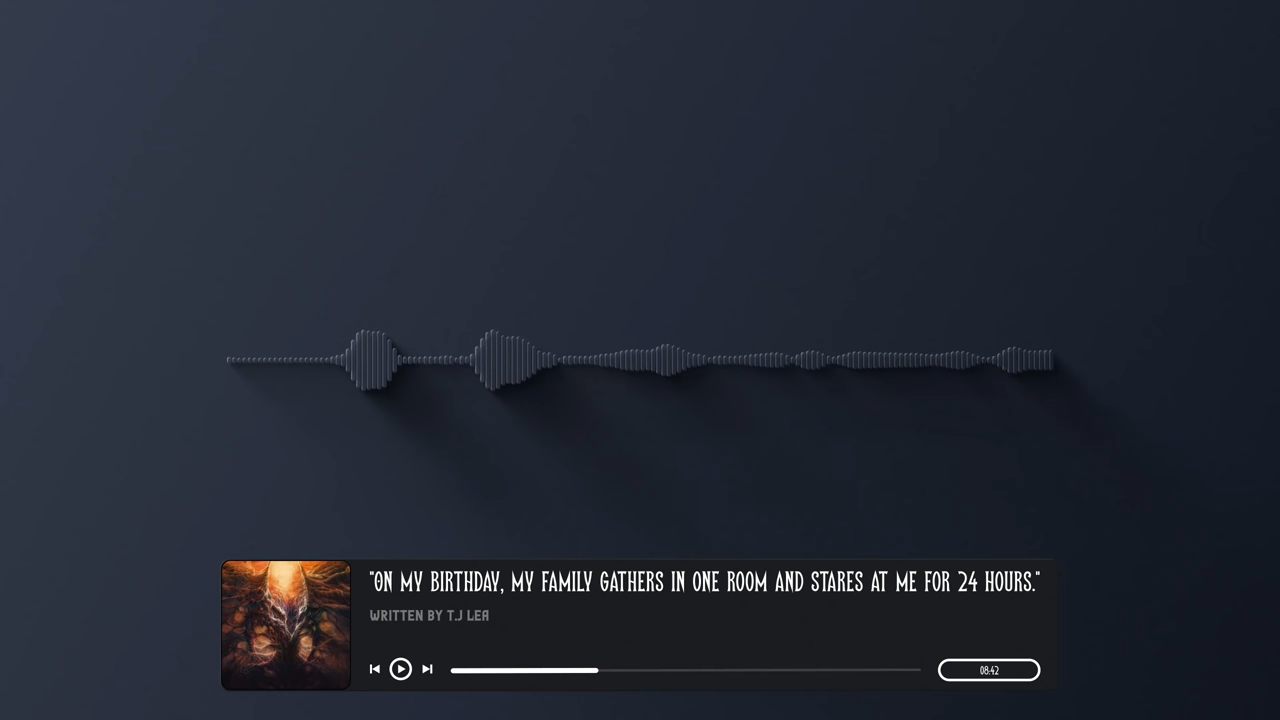 "ON MY BIRTHDAY, MY FAMILY GATHERS IN ONE ROOM AND STARES AT ME FOR 24 HOURS."
WRITTEN BY T.J LEA
08:42